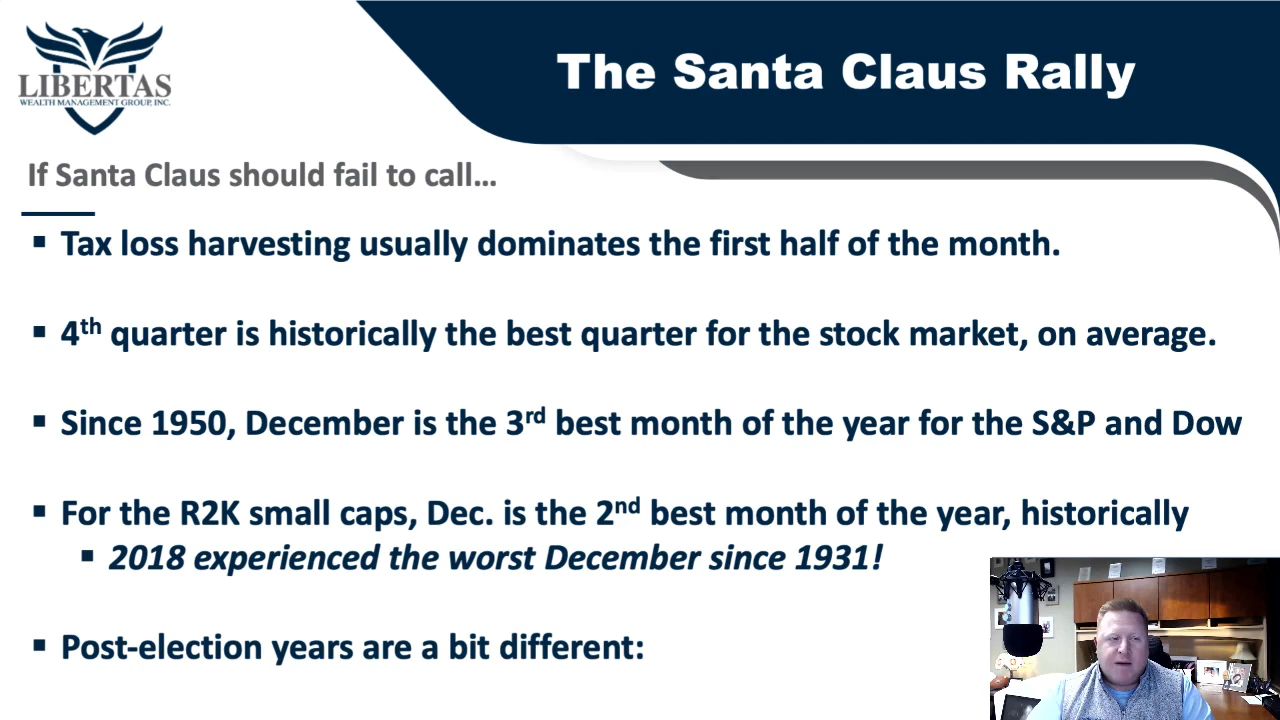 LIBERTAS
WEALTH MANAGEMENT GROUP, INC.
The Santa Claus Rally
If Santa Claus should fail to call…
▪ Tax loss harvesting usually dominates the first half of the month.
▪ 4th quarter is historically the best quarter for the stock market, on average.
▪ Since 1950, December is the 3rd best month of the year for the S&P and Dow
▪ For the R2K small caps, Dec. is the 2nd best month of the year, historically
▪ 2018 experienced the worst December since 1931!
▪ Post-election years are a bit different: